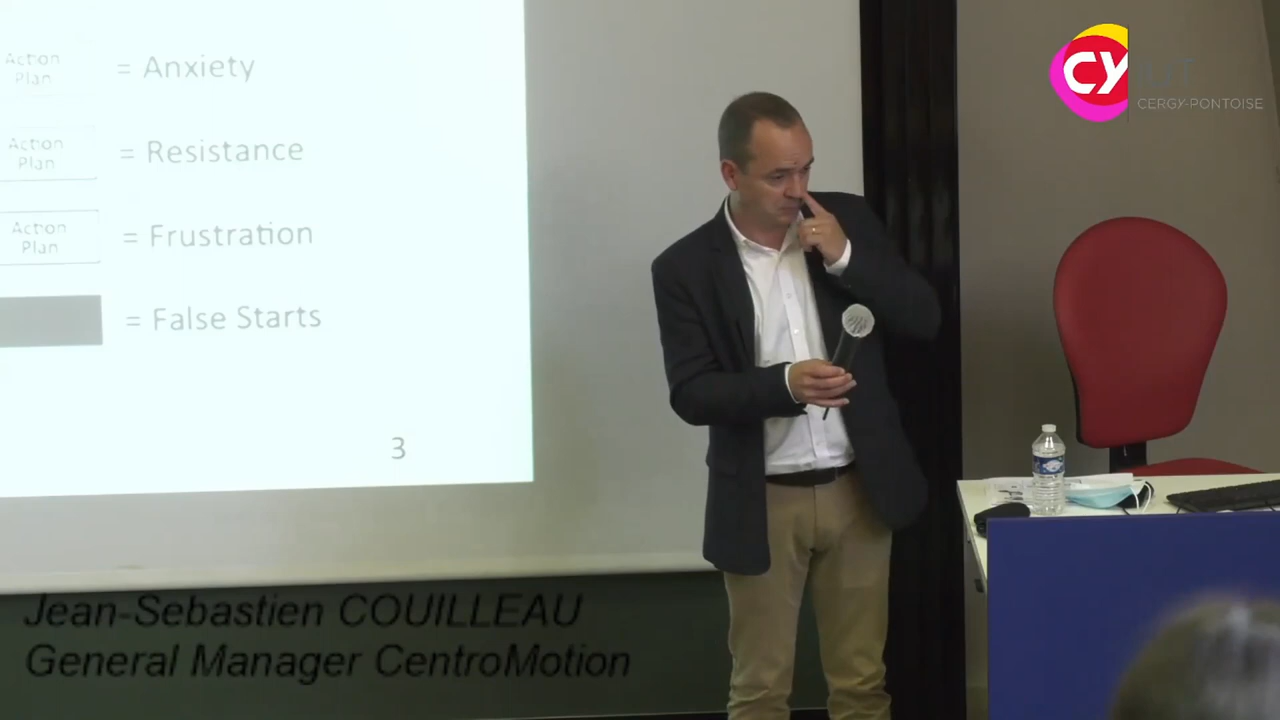 Action
Plan
= Anxiety
Action
Plan
= Resistance
Action
Plan
= Frustration
= False Starts
3
Jean-Sebastien COUILLEAU
General Manager CentroMotion
CY
CERGY-PONTOISE